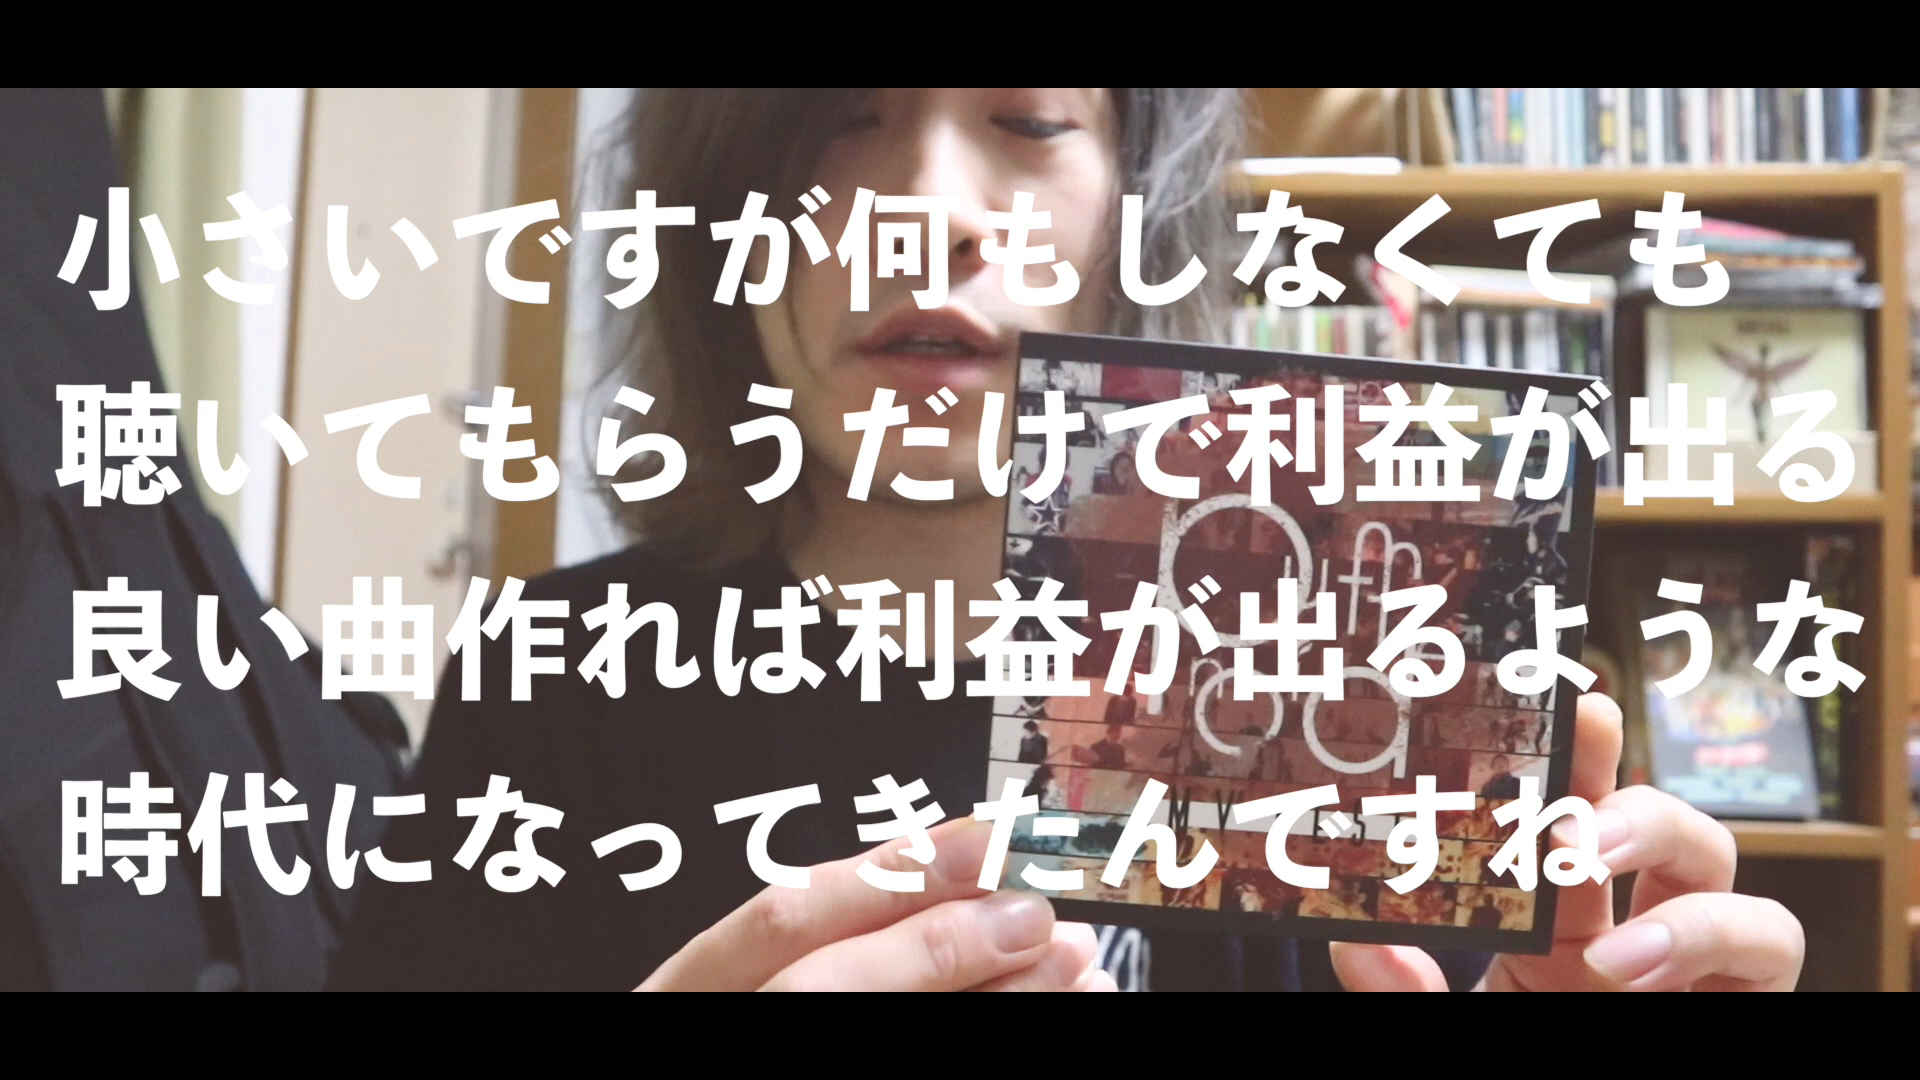 小さいですが何もしなくても
聴いてもらうだけで利益が出る
良い曲作れば利益が出るような
時代になってきたんですね